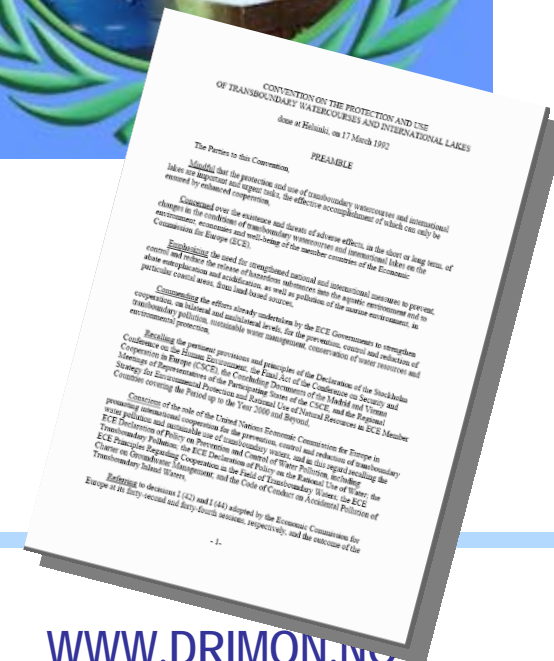 CONVENTION ON THE PROTECTION AND USE
OF TRANSBOUNDARY WATERCOURSES AND INTERNATIONAL LAKES
done at Helsinki, on 17 March 1992
PREAMBLE
The Parties to this Convention,
Mindful that the protection and use of transboundary watercourses and international
lakes are important and urgent tasks, the effective accomplishment of which can only be
ensured by enhanced cooperation,
Concerned over the existence and threats of adverse effects, in the short or long term, of
changes in the conditions of transboundary watercourses and international lakes on the
environment, economies and well-being of the member countries of the Economic
Commission for Europe (ECE),
Emphasizing the need for strengthened national and international measures to prevent,
control and reduce the release of hazardous substances into the aquatic environment and to
abate eutrophication and acidification, as well as pollution of the marine environment, in
particular coastal areas, from land-based sources,
Commending the efforts already undertaken by the ECE Governments to strengthen
cooperation, on bilateral and multilateral levels, for the prevention, control and reduction of
transboundary pollution, sustainable water management, conservation of water resources and
environmental protection,
Recalling the pertinent provisions and principles of the Declaration of the Stockholm
Conference on the Human Environment, the Final Act of the Conference on Security and
Cooperation in Europe (CSCE), the Concluding Documents of the Madrid and Vienna
Meetings of Representatives of the Participating States of the CSCE, and the Regional
Strategy for Environmental Protection and Rational Use of Natural Resources in ECE Member
Countries covering the Period up to the Year 2000 and Beyond,
Conscious of the role of the United Nations Economic Commission for Europe in
promoting international cooperation for the prevention, control and reduction of transboundary
water pollution and sustainable use of transboundary waters, and in this regard recalling the
ECE Declaration of Policy on Prevention and Control of Water Pollution, including
Transboundary Pollution; the ECE Declaration of Policy on the Rational Use of Water; the
ECE Principles Regarding Cooperation in the Field of Transboundary Waters; the ECE
Charter on Groundwater Management; and the Code of Conduct on Accidental Pollution of
Transboundary Inland Waters,
Referring to decisions I (42) and I (44) adopted by the Economic Commission for
Europe at its forty-second and forty-fourth sessions, respectively, and the outcome of the
- 1-
WWW.DRIMON.NO